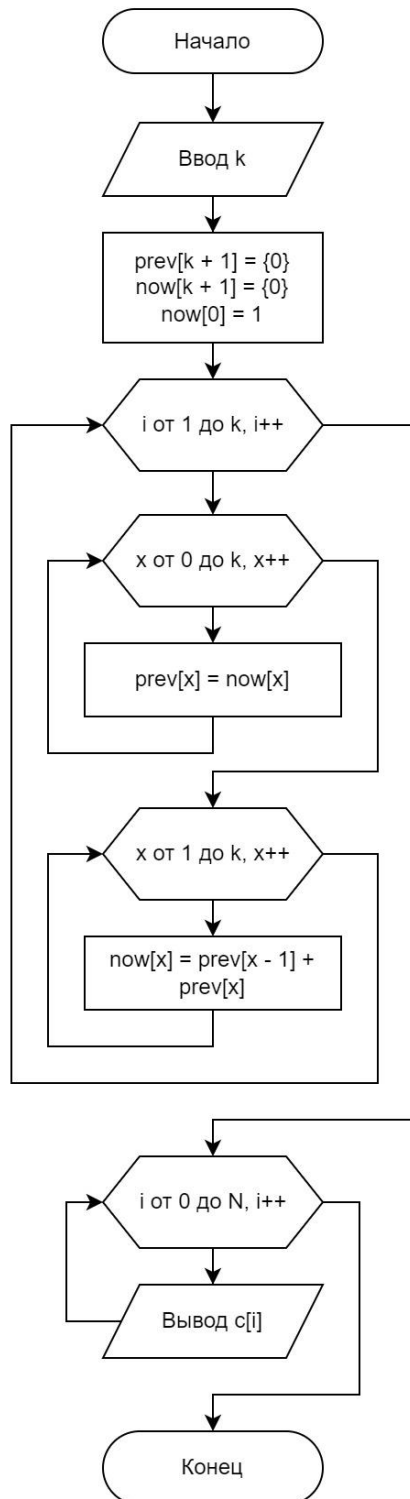 Начало
Ввод k
prev[k + 1] = {0}
now[k + 1] = {0}
now[0] = 1
i от 1 до k, i++
x от 0 до k, x++
prev[x] = now[x]
x от 1 до k, x++
now[x] = prev[x - 1] +
prev[x]
i от 0 до N, i++
Вывод c[i]
Конец